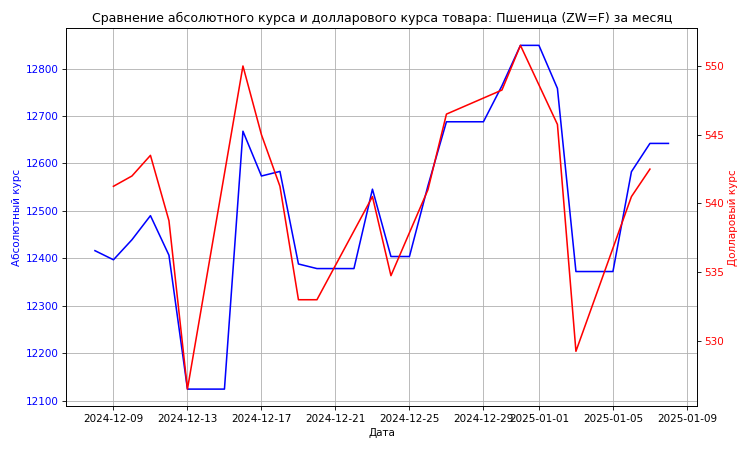 Сравнение абсолютного курса и долларового курса товара: Пшеница (ZW=F) за месяц
12800
12700
12600
12500
12400
12300
12200
12100
Абсолютный курс
550
545
540
535
530
Долларовый курс
2024-12-09 2024-12-13 2024-12-17 2024-12-21 2024-12-25 2024-12-29 2025-01-01 2025-01-05 2025-01-09
Дата